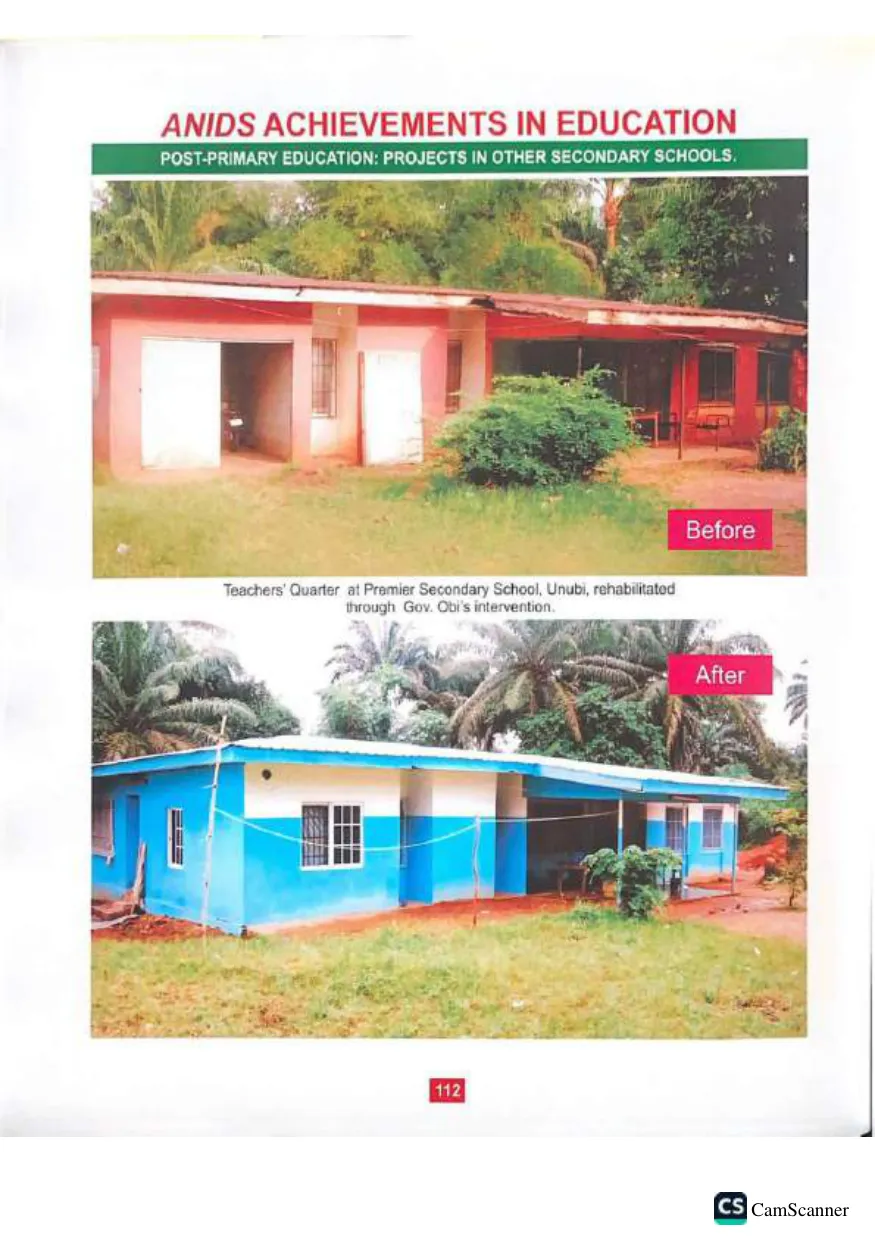 ANIDS ACHIEVEMENTS IN EDUCATION
POST-PRIMARY EDUCATION: PROJECTS IN OTHER SECONDARY SCHOOLS.
Before
Teachers' Quarter at Premier Secondary School, Unubi, rehabilitated
through Gov. Obi's intervention.
After
112
CS CamScanner